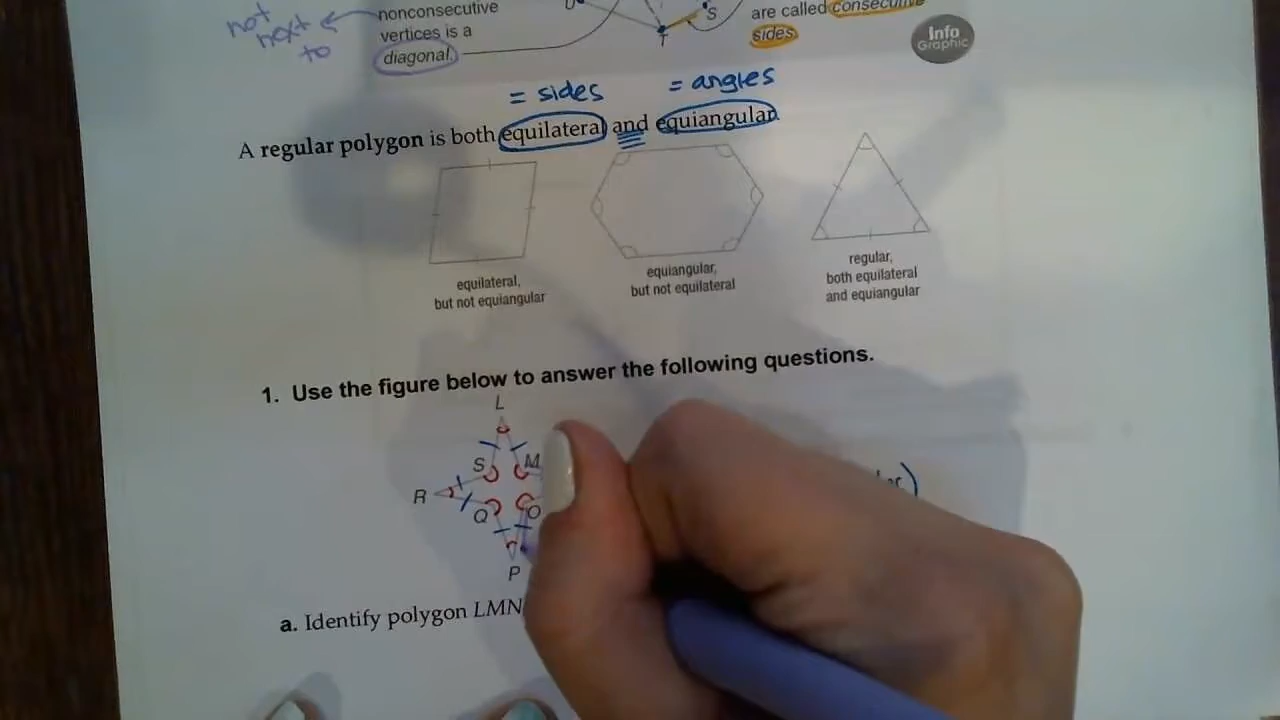 not
next
to
nonconsecutive
vertices is a
diagonal.
T
S
are called consecutive
sides.
Info
Graphic
= sides
= angles
A regular polygon is both equilateral and equiangular
equilateral,
but not equiangular
equiangular,
but not equilateral
regular,
both equilateral
and equiangular
1. Use the figure below to answer the following questions.
L
S
M
R
Q
O
P
a. Identify polygon LMN